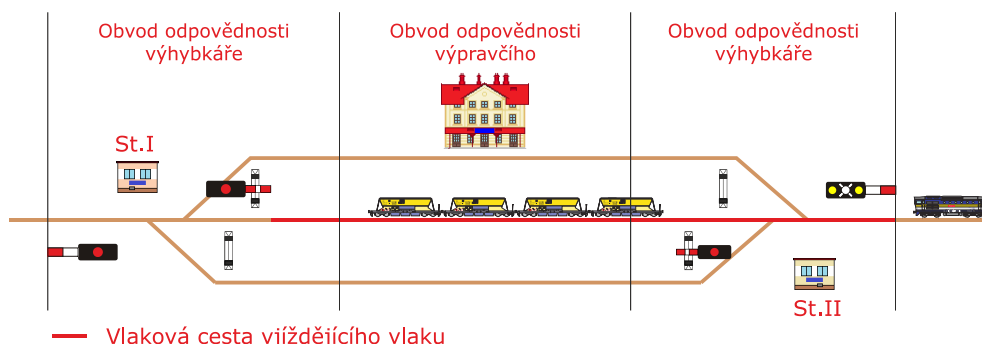 Obvod odpovědnosti
výhybkáře
Obvod odpovědnosti
výpravčího
Obvod odpovědnosti
výhybkáře
St.I
St.II
Vlaková cesta vjíždějícího vlaku